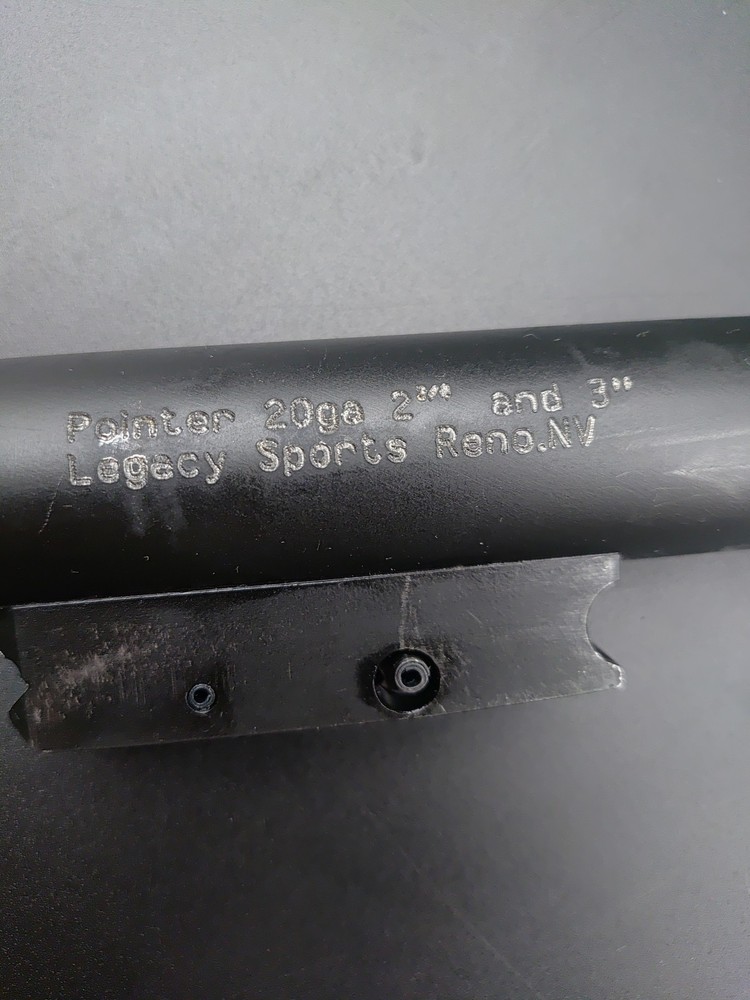 Pointer 20ga 2³/⁴" and 3"
Legacy Sports Reno.NV